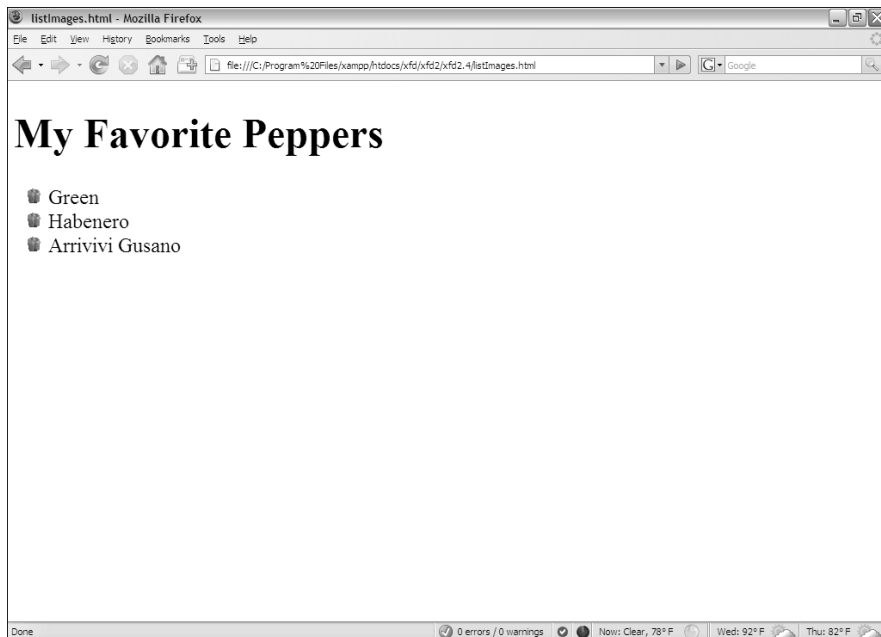 listImages.html - Mozilla Firefox
File Edit View History Bookmarks Tools Help
file:///C:/Program%20Files/xampp/htdocs/xfd/xfd2/xfd2.4/listImages.html
G Google
My Favorite Peppers
Green
Habenero
Arrivivi Gusano
Done 0 errors / 0 warnings Now: Clear, 78° F Wed: 92° F Thu: 82° F